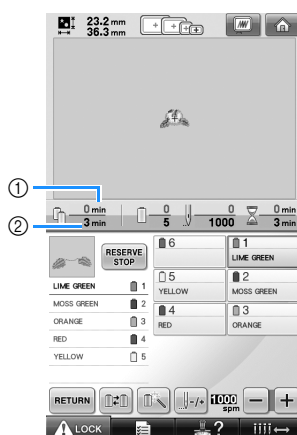 23.2 mm
36.3 mm
① 0 min 0 0 0 min
② 3 min 5 1000 3 min
RESERVE STOP
6
1
LIME GREEN
LIME GREEN 1
MOSS GREEN 2
ORANGE 3
RED 4
YELLOW 5
5
YELLOW
2
MOSS GREEN
4
RED
3
ORANGE
RETURN -/+ 1000 spm - +
LOCK ?